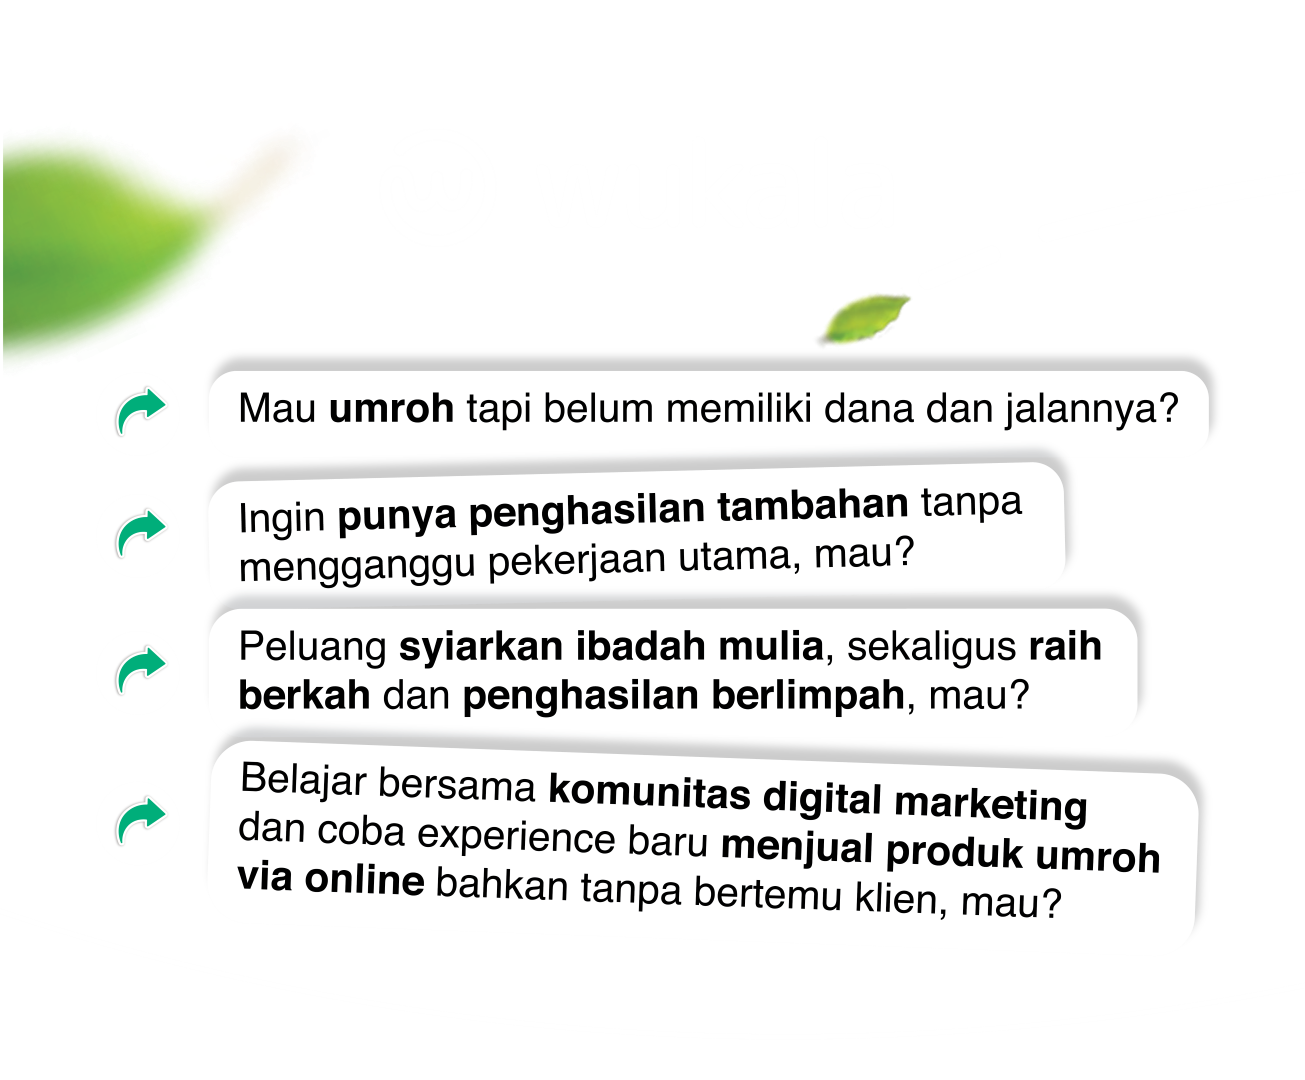 Mau umroh tapi belum memiliki dana dan jalannya?
Ingin punya penghasilan tambahan tanpa
mengganggu pekerjaan utama, mau?
Peluang syiarkan ibadah mulia, sekaligus raih
berkah dan penghasilan berlimpah, mau?
Belajar bersama komunitas digital marketing
dan coba experience baru menjual produk umroh
via online bahkan tanpa bertemu klien, mau?